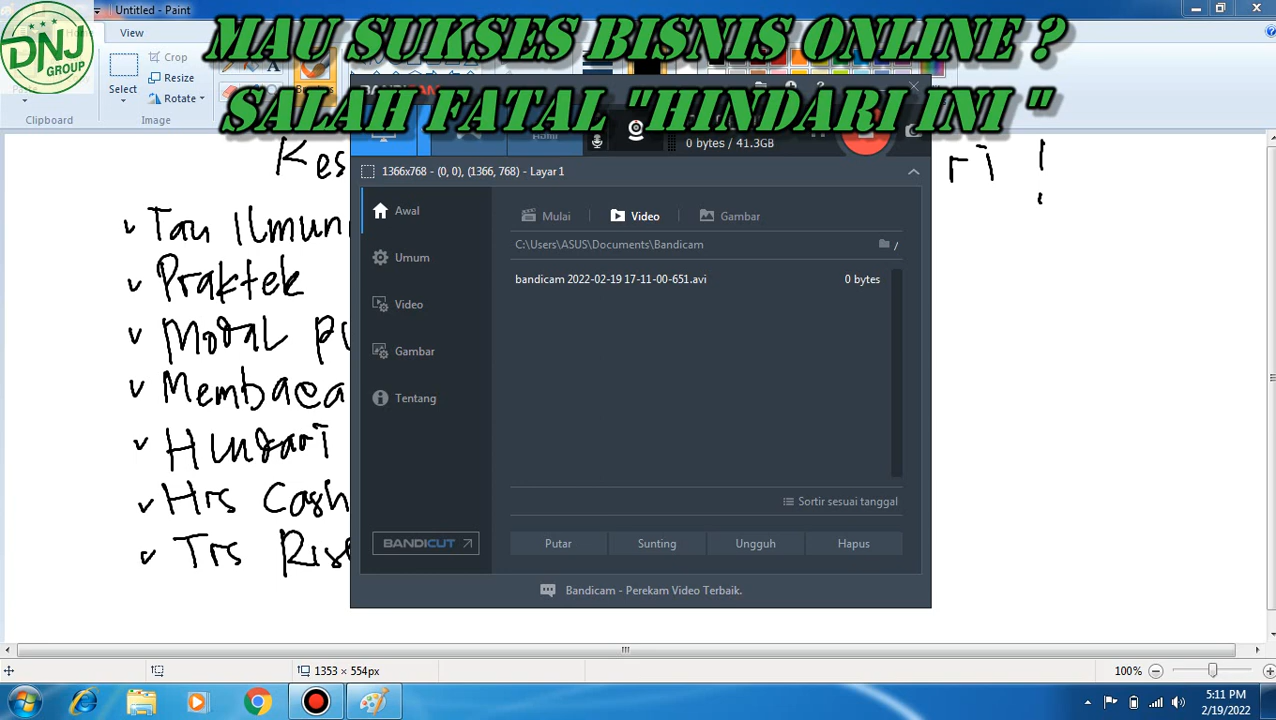 Untitled - Paint
MAU SUKSES BISNIS ONLINE ?
SALAH FATAL "HINDARI INI "
DNJ
GROUP
View
Select
Crop
Resize
Rotate
Clipboard
Image
BANDICAM
0 bytes / 41.3GB
1366x768 - (0, 0), (1366, 768) - Layar 1
Awal
Umum
Video
Gambar
Tentang
BANDICUT
Mulai
Video
Gambar
C:\Users\ASUS\Documents\Bandicam
/
bandicam 2022-02-19 17-11-00-651.avi
0 bytes
Sortir sesuai tanggal
Putar
Sunting
Ungguh
Hapus
Bandicam - Perekam Video Terbaik.
Kes
ri !
Praktek
Modal
Membaca
Hindari
Hrs Cash
Trs
1353 × 554px
100%
5:11 PM
2/19/2022